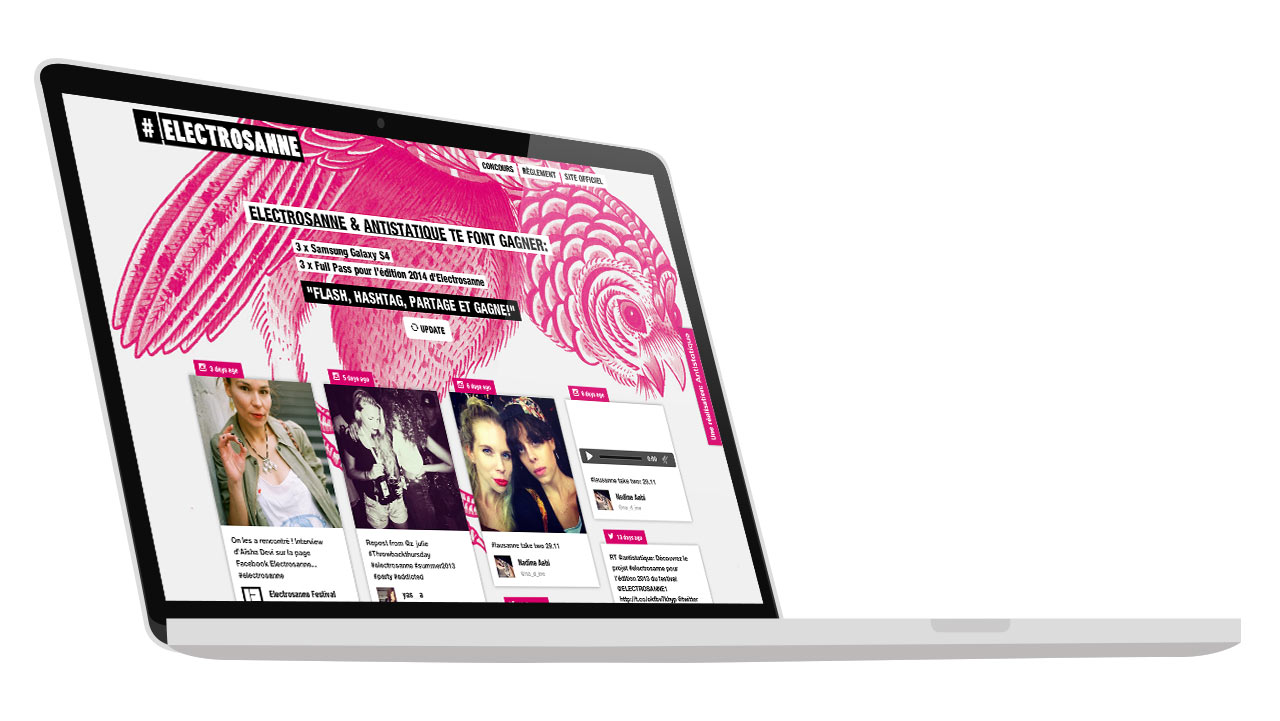 # ELECTROSANNE
CONCOURS RÈGLEMENT SITE OFFICIEL
ELECTROSANNE & ANTISTATIQUE TE FONT GAGNER:
3 x Samsung Galaxy S4
3 x Full Pass pour l'édition 2014 d'Electrosanne
"FLASH, HASHTAG, PARTAGE ET GAGNE!"
UPDATE
Une réalisation: Antistatique
3 days ago
On les a rencontré ! Interview
d'Aïsha Devi sur la page
Facebook Electrosanne...
#electrosanne
Electrosanne Festival
5 days ago
Repost from @z_julie
#Throwbackthursday
#electrosanne #summer2013
#party #addicted
yas_a
6 days ago
#lausanne take two 29.11
Nadine Aebi
@na_d_me
6 days ago
0:00
#lausanne take two 29.11
Nadine Aebi
@na_d_me
13 days ago
RT @antistatique: Découvrez le
projet #electrosanne pour
l'édition 2013 du festival
@ELECTROSANNE1